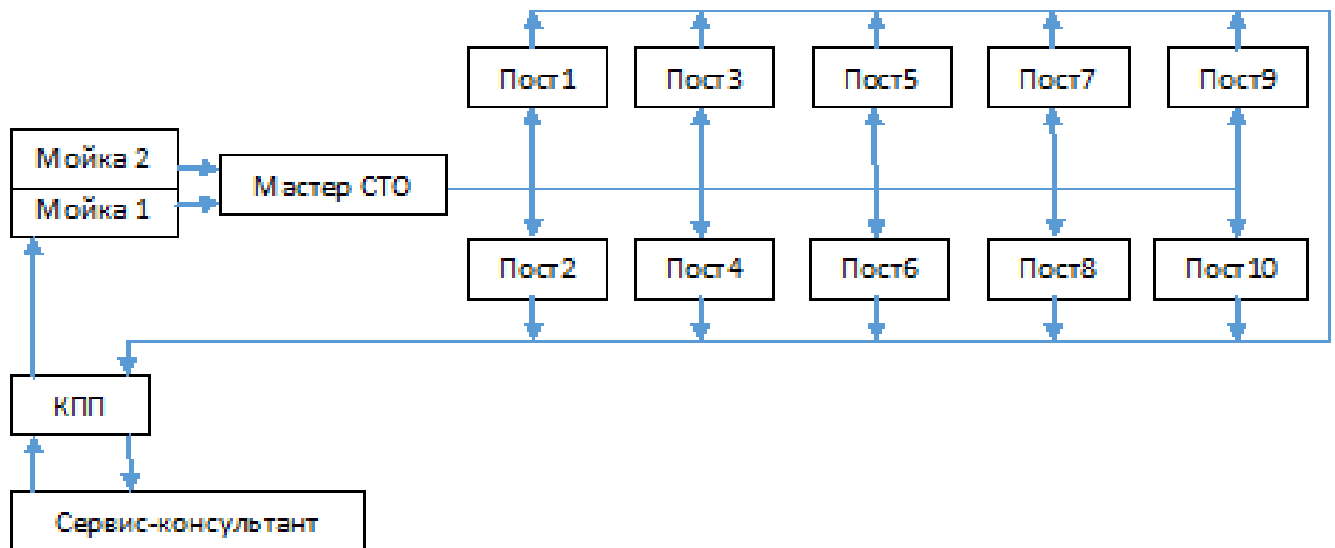 Пост1
Пост3
Пост5
Пост7
Пост9
Мойка 2
Мойка 1
Мастер СТО
Пост2
Пост4
Пост6
Пост8
Пост10
КПП
Сервис-консультант